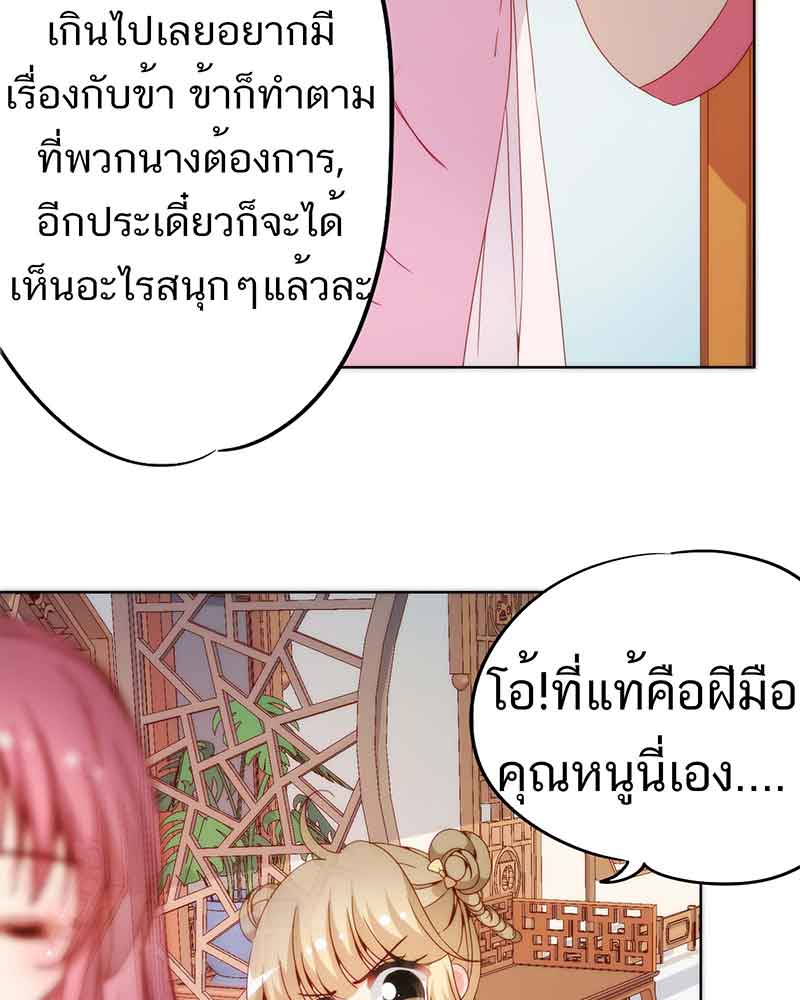 เกินไปเลยอยากมี
เรื่องกับข้า ข้าก็ทำตาม
ที่พวกนางต้องการ,
อีกประเดี๋ยวก็จะได้
เห็นอะไรสนุกๆแล้วละ
โอ้!ที่แท้คือฝีมือ
คุณหนูนี่เอง....